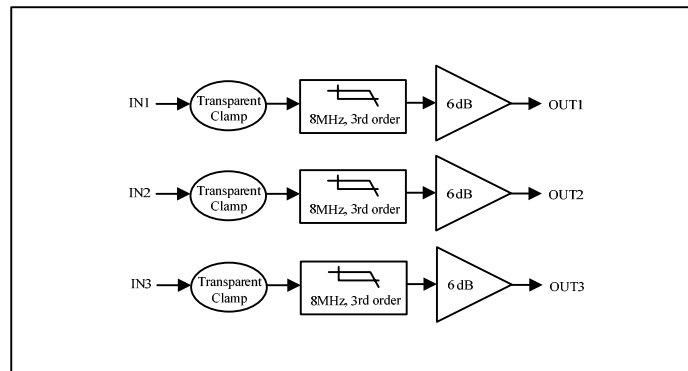 IN1
Transparent
Clamp
8MHz, 3rd order
6dB
OUT1
IN2
Transparent
Clamp
8MHz, 3rd order
6dB
OUT2
IN3
Transparent
Clamp
8MHz, 3rd order
6dB
OUT3